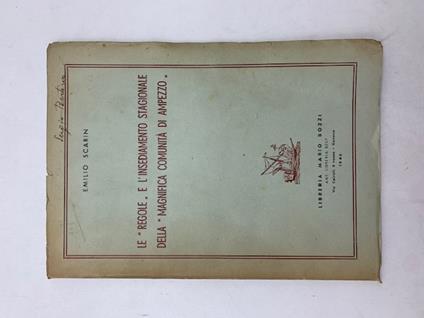 EMILIO SCARIN
LE "REGOLE" E L'INSEDIAMENTO STAGIONALE
DELLA "MAGNIFICA COMUNITÀ DI AMPEZZO"
LIBRERIA MARIO BOZZI
1946